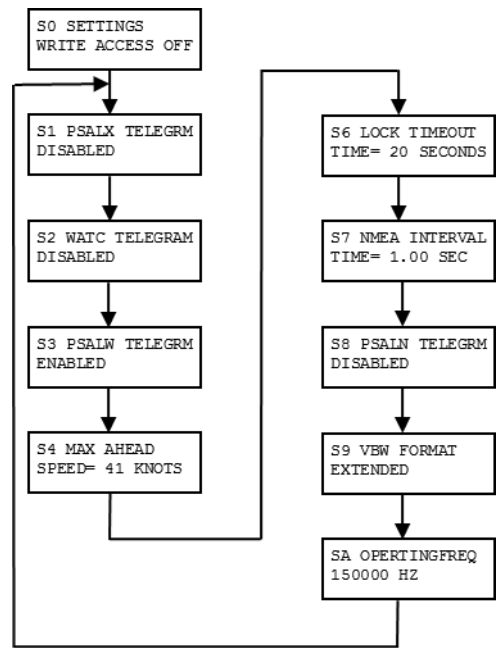 S0 SETTINGS
WRITE ACCESS OFF
S1 PSALX TELEGRM
DISABLED
S2 WATC TELEGRAM
DISABLED
S3 PSALW TELEGRM
ENABLED
S4 MAX AHEAD
SPEED= 41 KNOTS
S6 LOCK TIMEOUT
TIME= 20 SECONDS
S7 NMEA INTERVAL
TIME= 1.00 SEC
S8 PSALN TELEGRM
DISABLED
S9 VBW FORMAT
EXTENDED
SA OPERTINGFREQ
150000 HZ